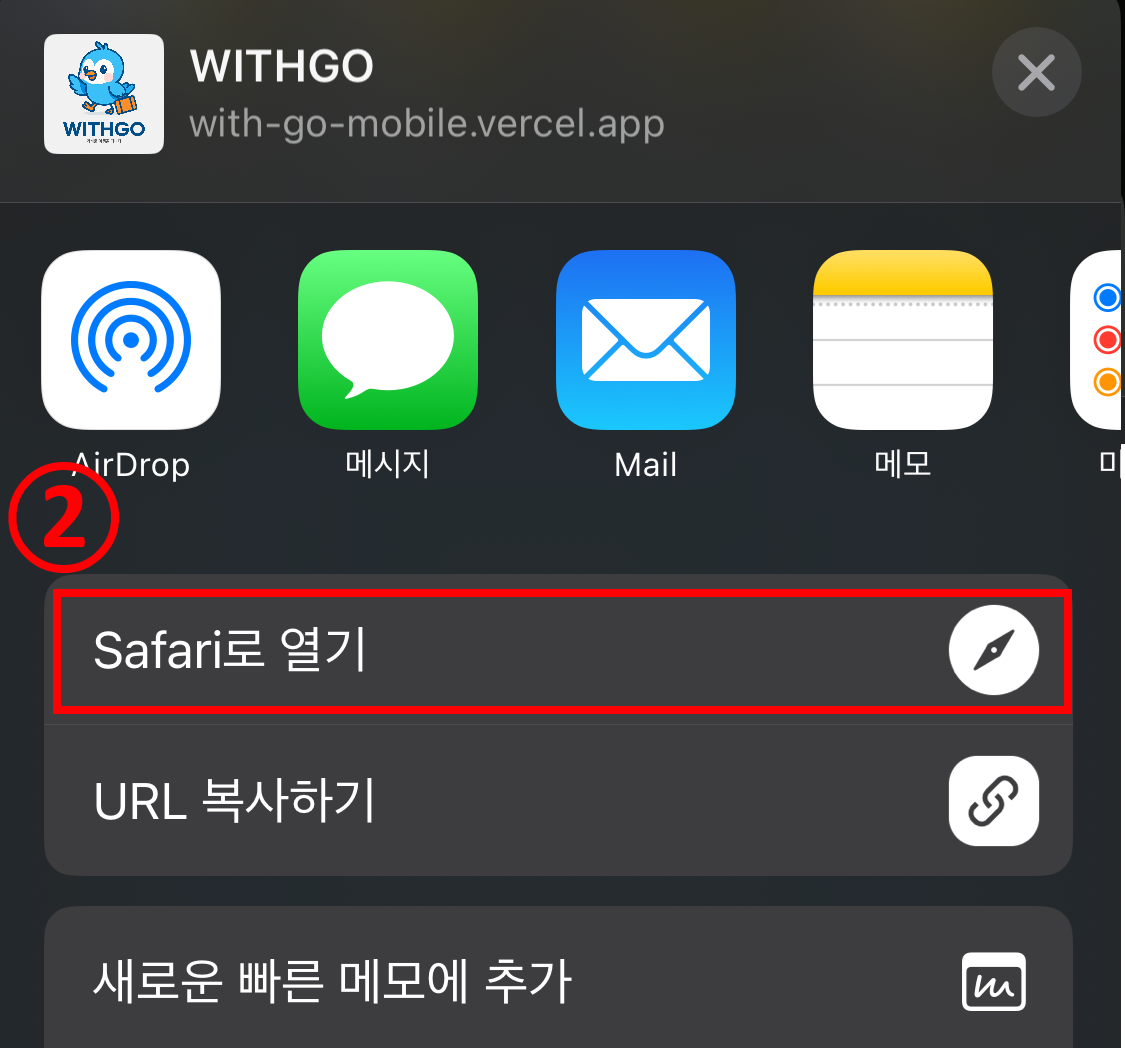 WITHGO
with-go-mobile.vercel.app
WITHGO
AirDrop
메시지
Mail
메모
②
Safari로 열기
URL 복사하기
새로운 빠른 메모에 추가